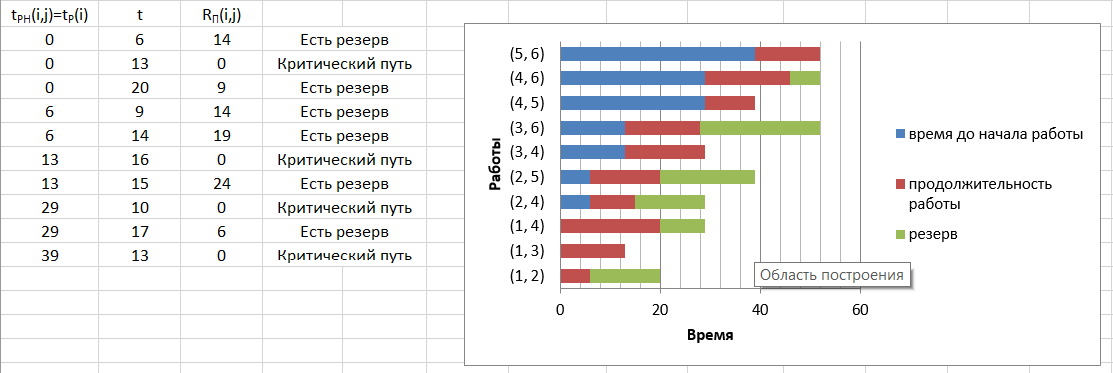 tРН(i,j)=tР(i) t RП(i,j)
0 6 14 Есть резерв
0 13 0 Критический путь
0 20 9 Есть резерв
6 9 14 Есть резерв
6 14 19 Есть резерв
13 16 0 Критический путь
13 15 24 Есть резерв
29 10 0 Критический путь
29 17 6 Есть резерв
39 13 0 Критический путь
Работы
(5, 6)
(4, 6)
(4, 5)
(3, 6)
(3, 4)
(2, 5)
(2, 4)
(1, 4)
(1, 3)
(1, 2)
0 20 40 60
Время
время до начала работы
продолжительность
работы
резерв
Область построения